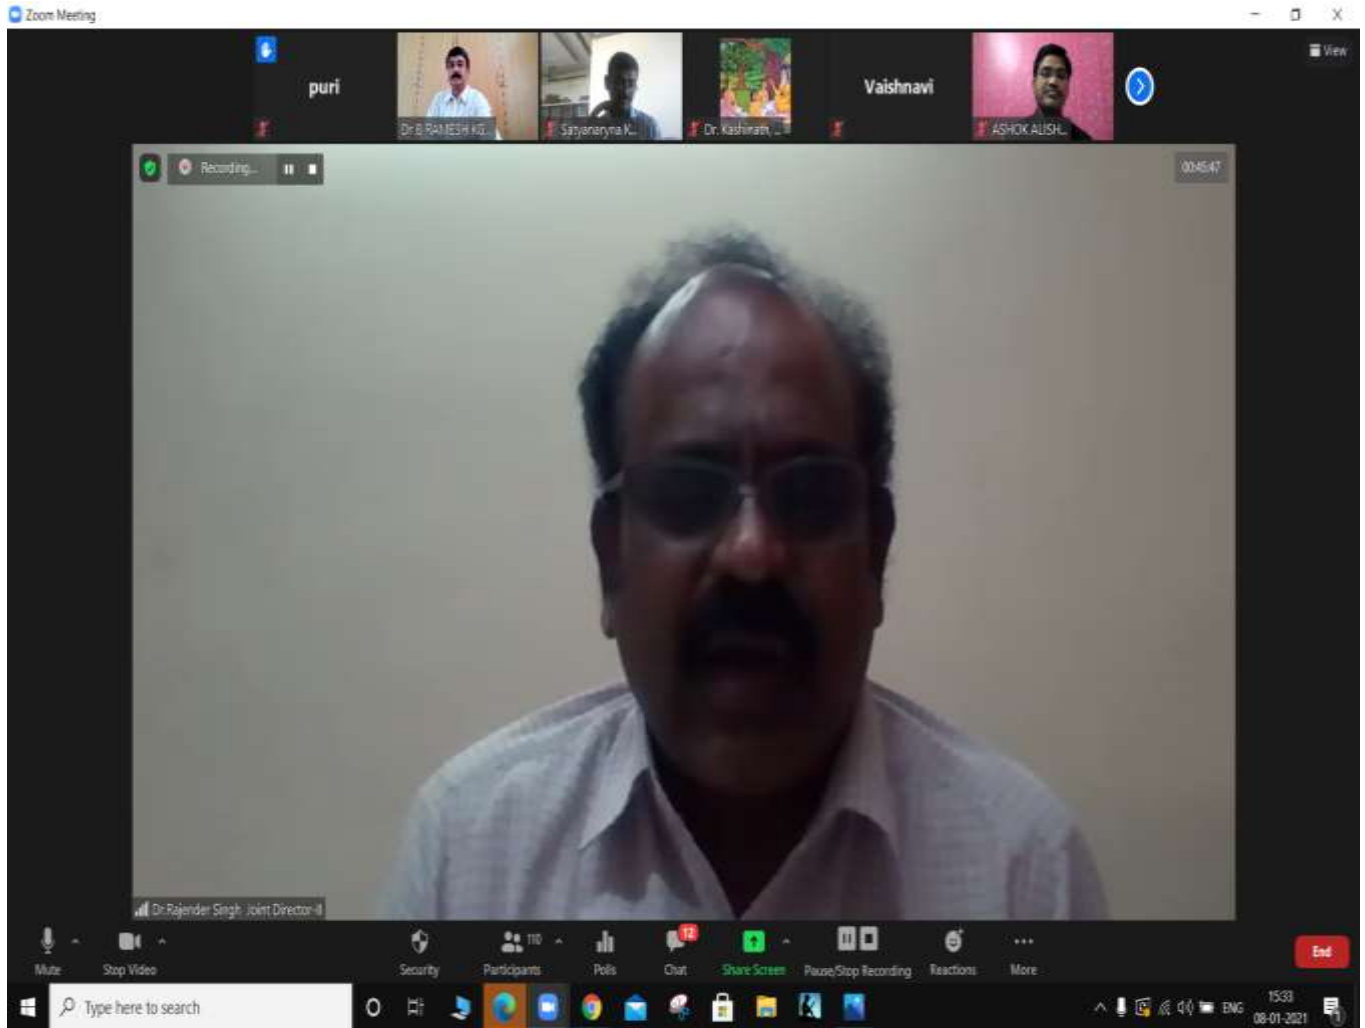 Zoom Meeting
View
puri
Dr.B RAMESH KG...
Satyanaryna K...
Dr. Kashinath, ...
Vaishnavi
ASHOK ALISH...
Recording...
00:45:47
Dr.Rajender Singh Joint Director-II
110
12
Mute
Stop Video
Security
Participants
Polls
Chat
Share Screen
Pause/Stop Recording
Reactions
More
End
Type here to search
ENG
15:33
08-01-2021
1